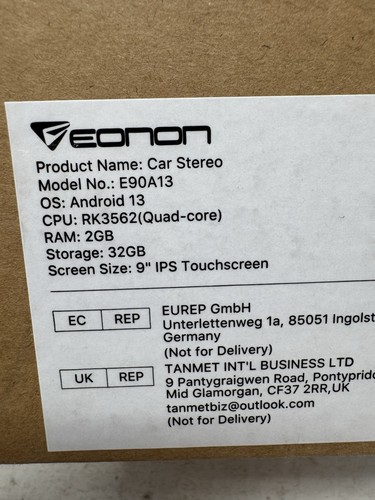 eonon
Product Name: Car Stereo
Model No.: E90A13
OS: Android 13
CPU: RK3562(Quad-core)
RAM: 2GB
Storage: 32GB
Screen Size: 9" IPS Touchscreen
EC REP
EUREP GmbH
Unterlettenweg 1a, 85051 Ingolst
Germany
(Not for Delivery)
UK REP
TANMET INT'L BUSINESS LTD
9 Pantygraigwen Road, Pontyprido
Mid Glamorgan, CF37 2RR,UK
tanmetbiz@outlook.com
(Not for Delivery)